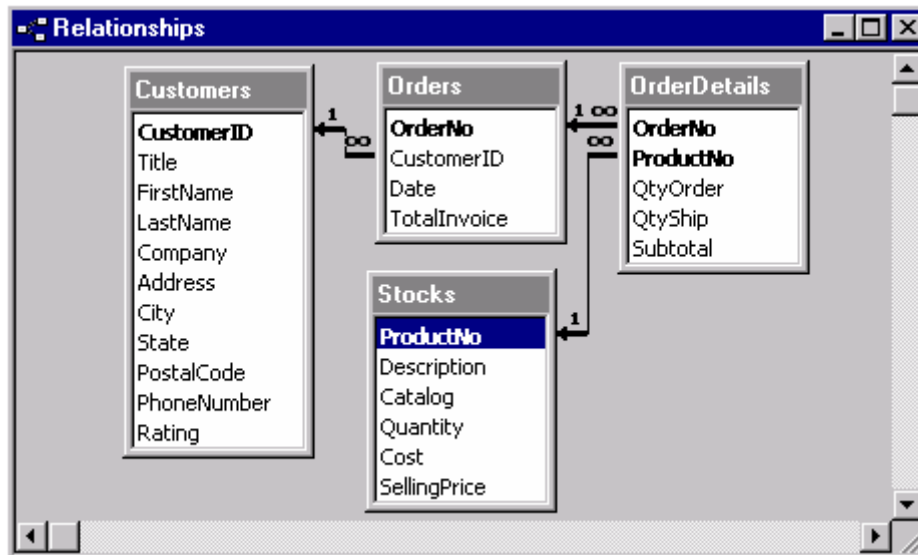 Relationships
Customers
CustomerID
Title
FirstName
LastName
Company
Address
City
State
PostalCode
PhoneNumber
Rating
1
∞
Orders
OrderNo
CustomerID
Date
TotalInvoice
1 ∞
∞
OrderDetails
OrderNo
ProductNo
QtyOrder
QtyShip
Subtotal
Stocks
1
ProductNo
Description
Catalog
Quantity
Cost
SellingPrice